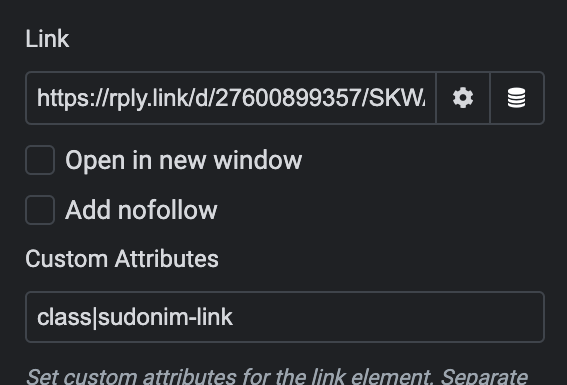 Link
https://rply.link/d/27600899357/SKW
Open in new window
Add nofollow
Custom Attributes
class|sudonim-link
Set custom attributes for the link element. Separate